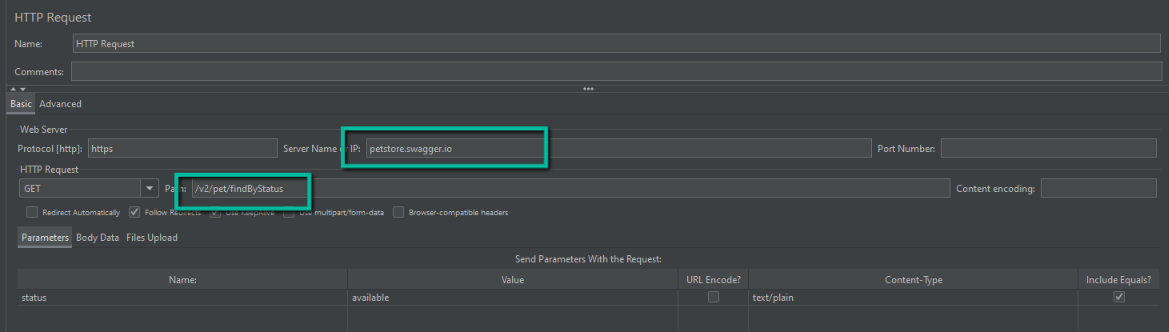 HTTP Request
Name: HTTP Request
Comments:
Basic Advanced
Web Server
Protocol [http]: https Server Name or IP: petstore.swagger.io Port Number:
HTTP Request
GET Path: /v2/pet/findByStatus Content encoding:
Redirect Automatically Follow Redirects Use KeepAlive Use multipart/form-data Browser-compatible headers
Parameters Body Data Files Upload
Send Parameters With the Request:
Name: Value URL Encode? Content-Type Include Equals?
status available text/plain